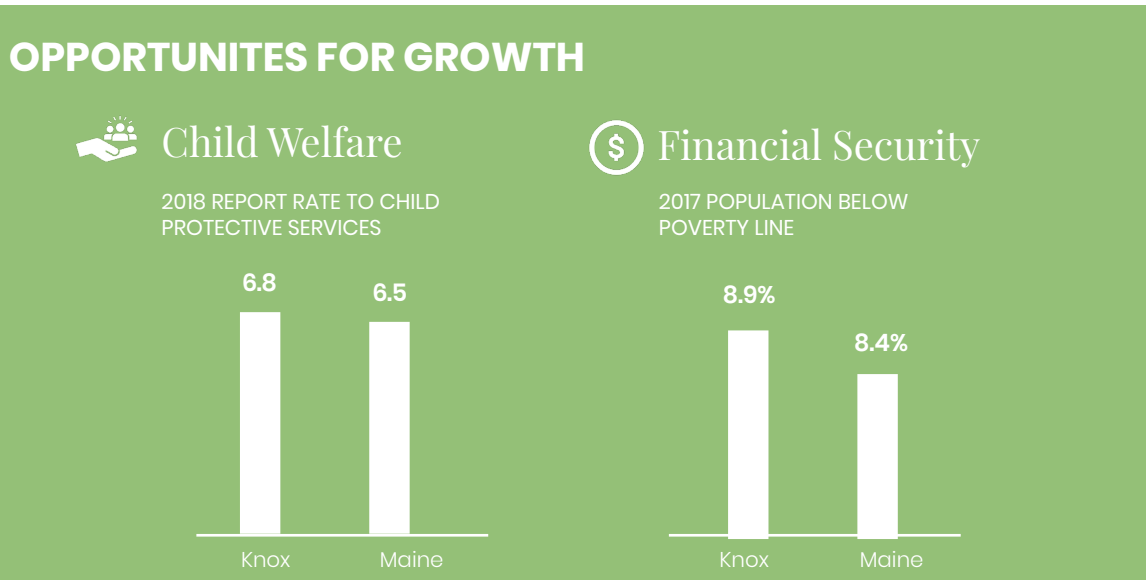 OPPORTUNITES FOR GROWTH
Child Welfare
2018 REPORT RATE TO CHILD
PROTECTIVE SERVICES
6.8
6.5
Knox
Maine
$
Financial Security
2017 POPULATION BELOW
POVERTY LINE
8.9%
8.4%
Knox
Maine